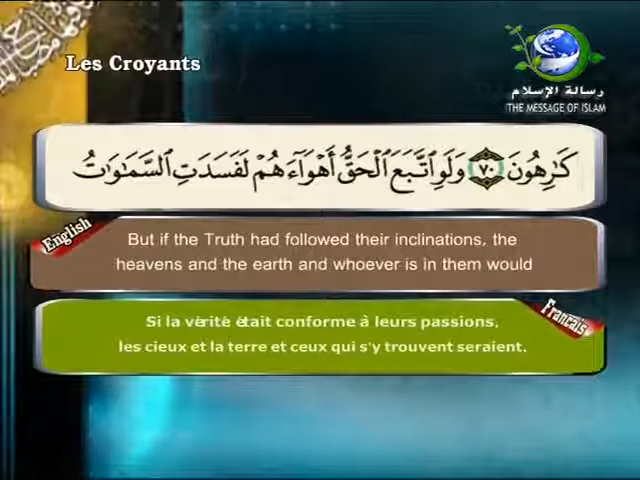 Les Croyants
رسالة الإسلام
THE MESSAGE OF ISLAM
كَـٰرِهُونَ ٧٠ وَلَوِ ٱتَّبَعَ ٱلْحَقُّ أَهْوَآءَهُمْ لَفَسَدَتِ ٱلسَّمَـٰوَٰتُ
English
But if the Truth had followed their inclinations, the
heavens and the earth and whoever is in them would
Francais
Si la vérité était conforme à leurs passions,
les cieux et la terre et ceux qui s'y trouvent seraient.